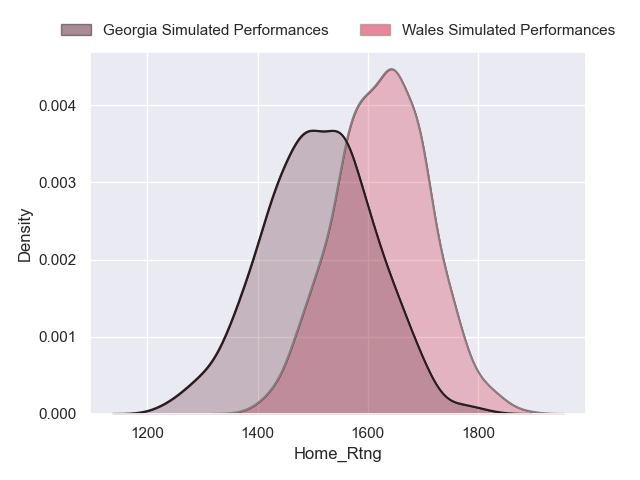 Georgia Simulated Performances Wales Simulated Performances
0.004
0.003
0.002
0.001
0.000
Density
1200 1400 1600 1800
Home_Rtng